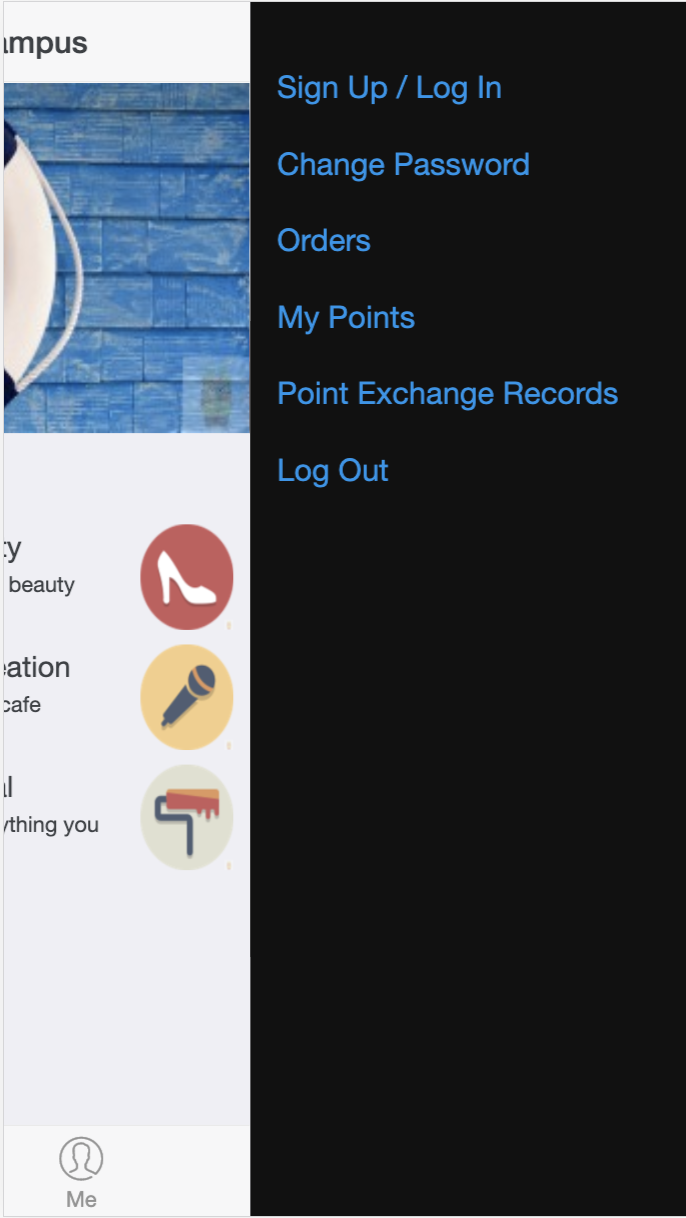 ampus
Sign Up / Log In
Change Password
Orders
My Points
Point Exchange Records
Log Out
ty
beauty
eation
cafe
al
ything you
Me